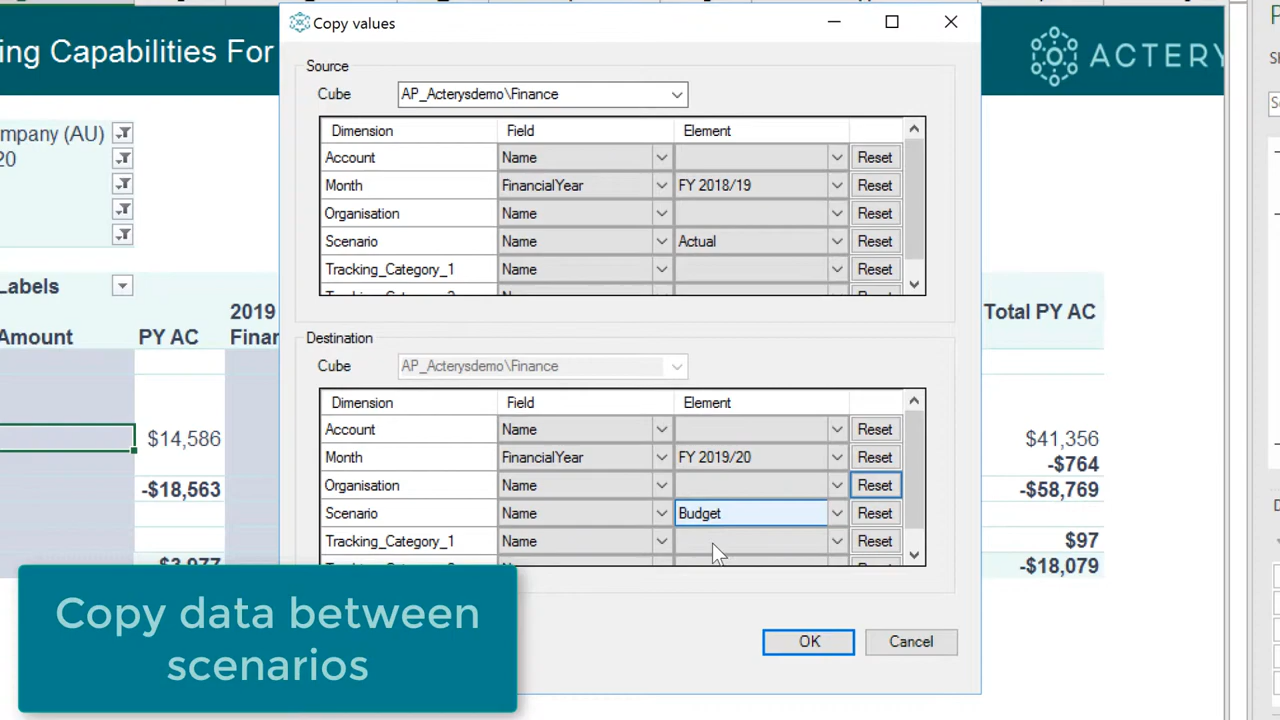 Copy values
ing Capabilities For
ACTERY
Source
Cube AP_Acterysdemo\Finance
mpany (AU)
20
Dimension Field Element
Account Name Reset
Month FinancialYear FY 2018/19 Reset
Organisation Name Reset
Scenario Name Actual Reset
Tracking_Category_1 Name Reset
Labels
2019
Total PY AC
Amount PY AC Finan
Destination
Cube AP_Acterysdemo\Finance
Dimension Field Element
Account Name Reset
$14,586 $41,356
Month FinancialYear FY 2019/20 Reset
-$764
Organisation Name Reset
-$18,563 -$58,769
Scenario Name Budget Reset
Tracking_Category_1 Name Reset
$97
-$18,079
Copy data between
scenarios
OK Cancel